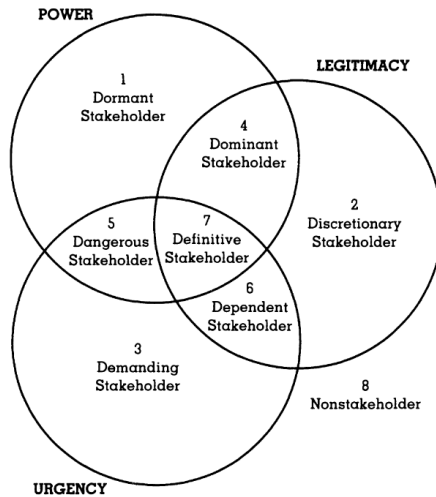 POWER
LEGITIMACY
1
Dormant
Stakeholder
4
Dominant
Stakeholder
2
Discretionary
Stakeholder
5
Dangerous
Stakeholder
7
Definitive
Stakeholder
6
Dependent
Stakeholder
3
Demanding
Stakeholder
8
Nonstakeholder
URGENCY